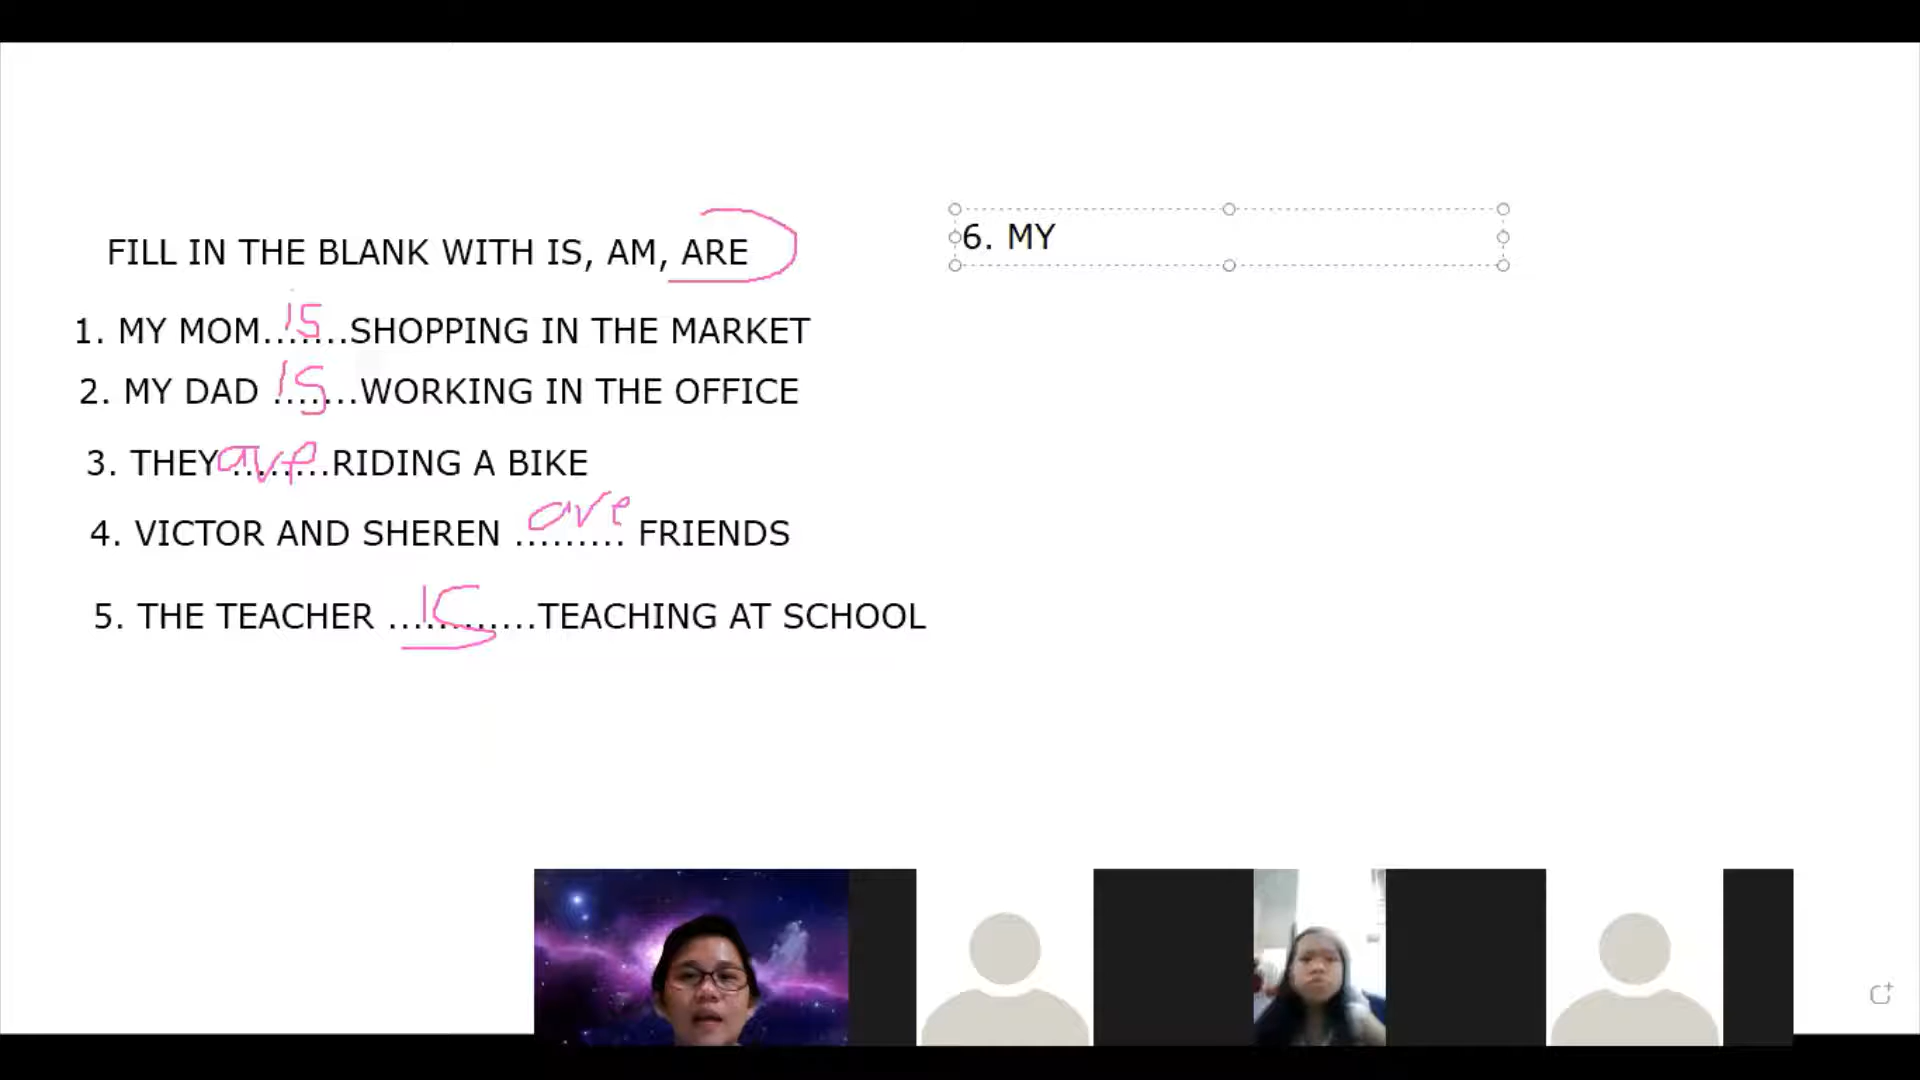 FILL IN THE BLANK WITH IS, AM, ARE
1. MY MOM...is...SHOPPING IN THE MARKET
2. MY DAD ...is...WORKING IN THE OFFICE
3. THEY ...are...RIDING A BIKE
4. VICTOR AND SHEREN ...are... FRIENDS
5. THE TEACHER ...is...TEACHING AT SCHOOL
6. MY